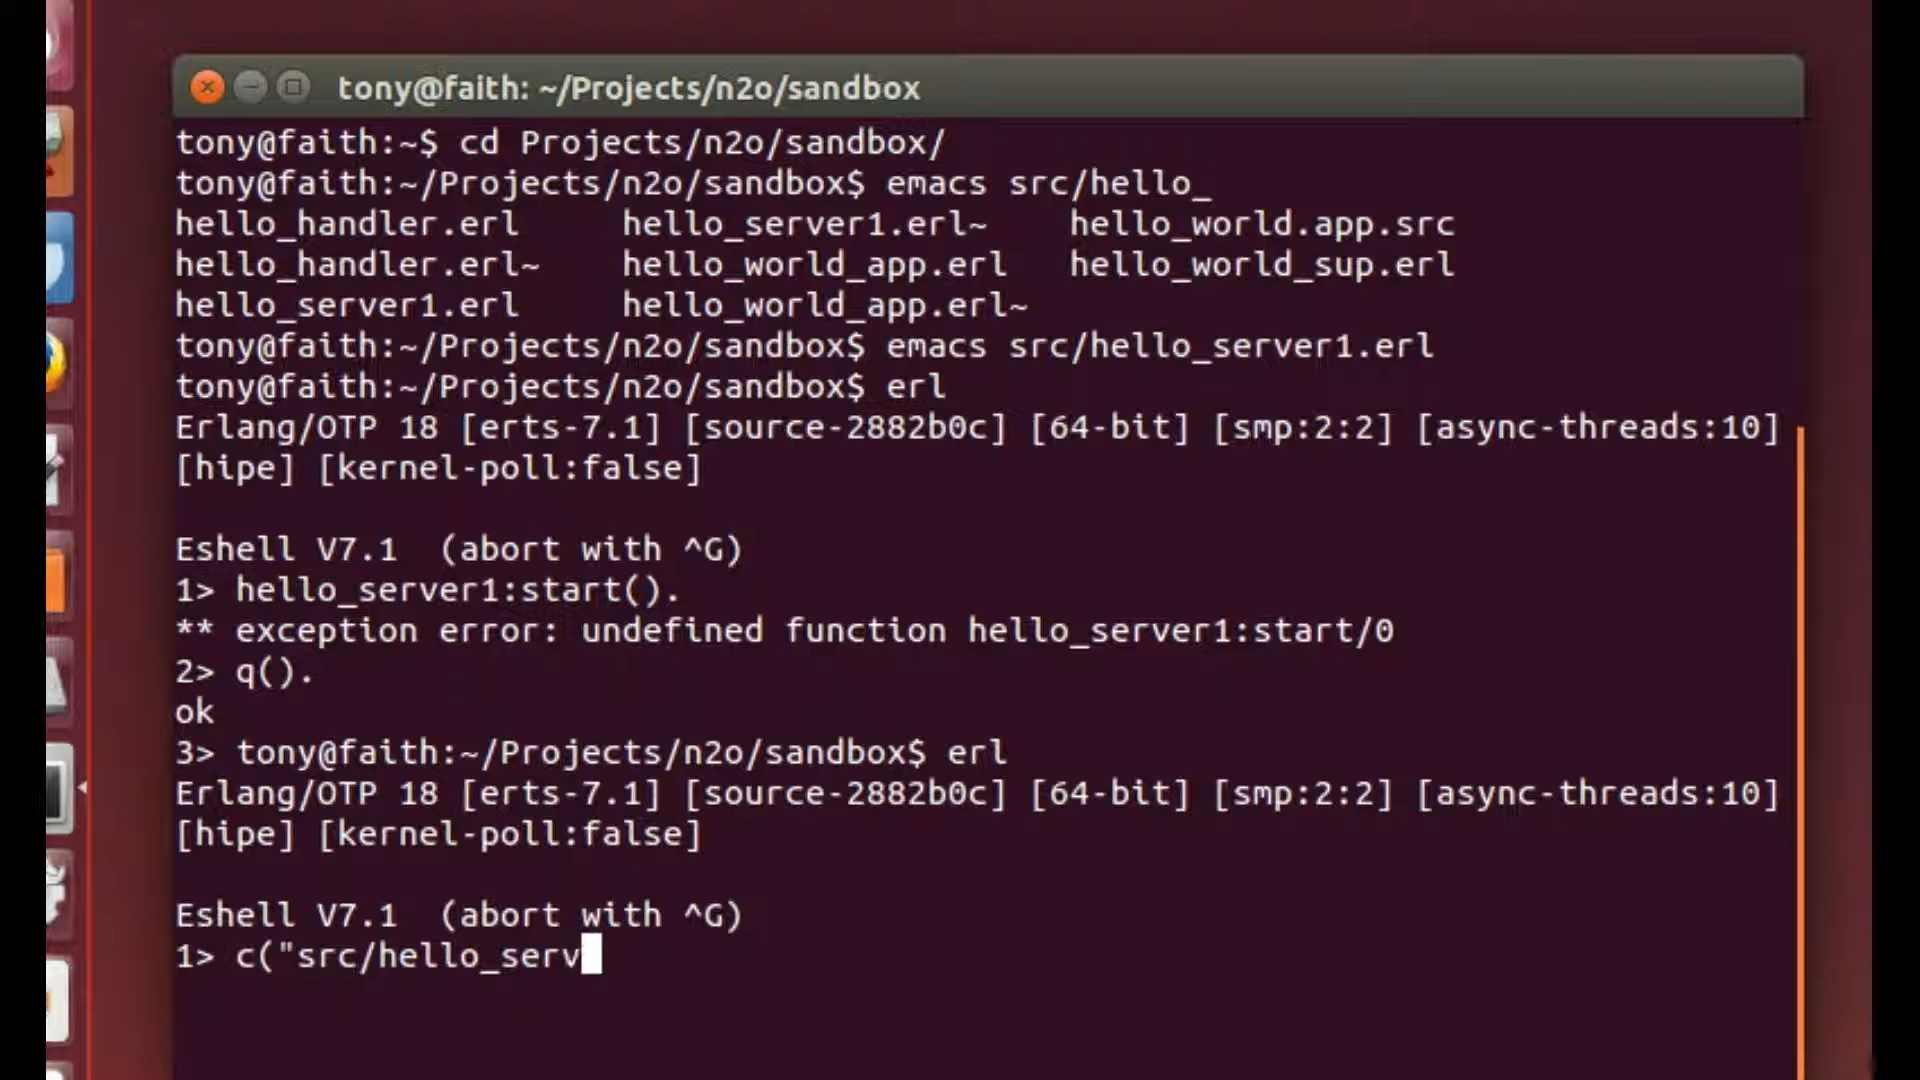 tony@faith: ~/Projects/n2o/sandbox
tony@faith:~$ cd Projects/n2o/sandbox/
tony@faith:~/Projects/n2o/sandbox$ emacs src/hello_
hello_handler.erl hello_server1.erl~ hello_world.app.src
hello_handler.erl~ hello_world_app.erl hello_world_sup.erl
hello_server1.erl hello_world_app.erl~
tony@faith:~/Projects/n2o/sandbox$ emacs src/hello_server1.erl
tony@faith:~/Projects/n2o/sandbox$ erl
Erlang/OTP 18 [erts-7.1] [source-2882b0c] [64-bit] [smp:2:2] [async-threads:10]
[hipe] [kernel-poll:false]
Eshell V7.1 (abort with ^G)
1> hello_server1:start().
** exception error: undefined function hello_server1:start/0
2> q().
ok
3> tony@faith:~/Projects/n2o/sandbox$ erl
Erlang/OTP 18 [erts-7.1] [source-2882b0c] [64-bit] [smp:2:2] [async-threads:10]
[hipe] [kernel-poll:false]
Eshell V7.1 (abort with ^G)
1> c("src/hello_serv